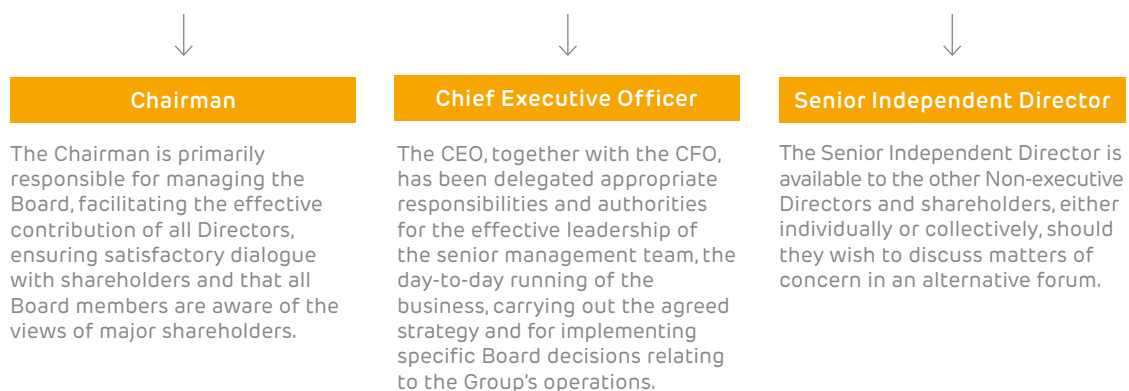 Chairman
The Chairman is primarily
responsible for managing the
Board, facilitating the effective
contribution of all Directors,
ensuring satisfactory dialogue
with shareholders and that all
Board members are aware of the
views of major shareholders.
Chief Executive Officer
The CEO, together with the CFO,
has been delegated appropriate
responsibilities and authorities
for the effective leadership of
the senior management team, the
day-to-day running of the
business, carrying out the agreed
strategy and for implementing
specific Board decisions relating
to the Group's operations.
Senior Independent Director
The Senior Independent Director is
available to the other Non-executive
Directors and shareholders, either
individually or collectively, should
they wish to discuss matters of
concern in an alternative forum.